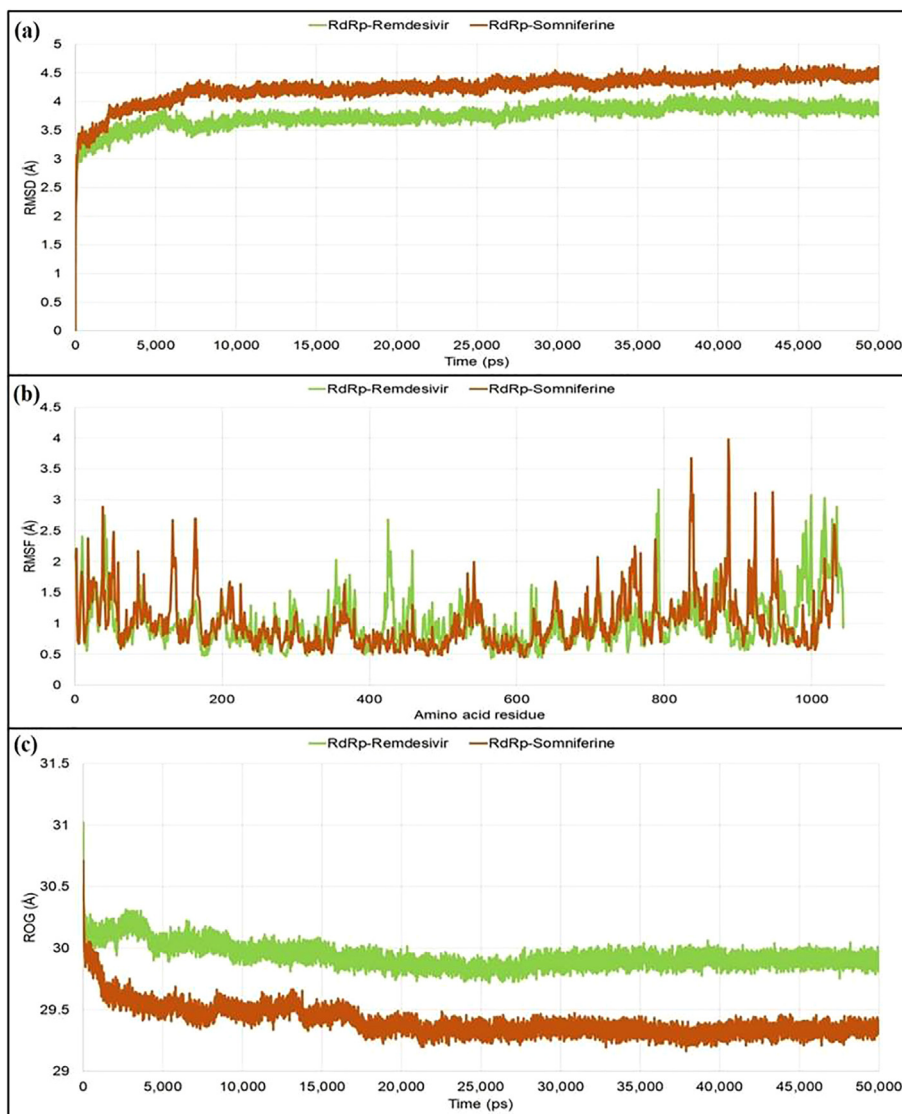 (a)
RdRp-Remdesivir RdRp-Somniferine
5
4.5
4
3.5
3
2.5
2
1.5
1
0.5
0
RMSD (Å)
0 5,000 10,000 15,000 20,000 25,000 30,000 35,000 40,000 45,000 50,000
Time (ps)
(b)
RdRp-Remdesivir RdRp-Somniferine
4.5
4
3.5
3
2.5
2
1.5
1
0.5
0
RMSF (Å)
0 200 400 600 800 1000
Amino acid residue
(c)
RdRp-Remdesivir RdRp-Somniferine
31.5
31
30.5
30
29.5
29
ROG (Å)
0 5,000 10,000 15,000 20,000 25,000 30,000 35,000 40,000 45,000 50,000
Time (ps)